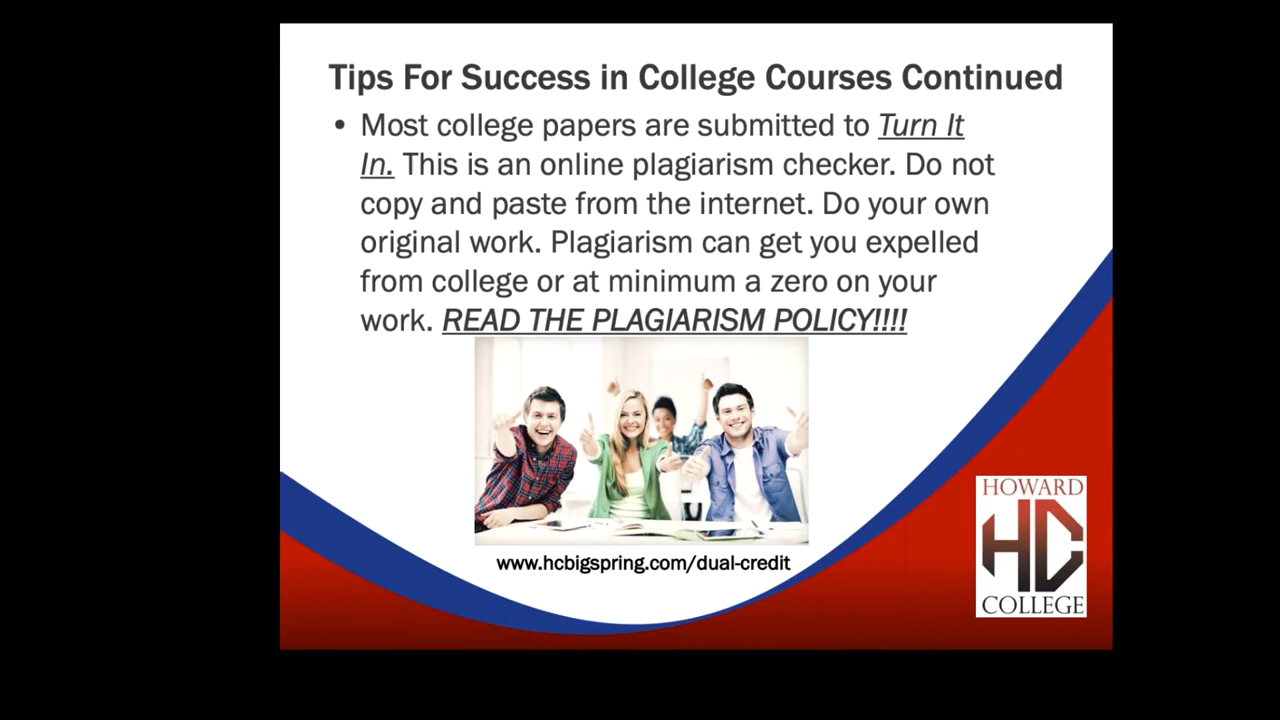 Tips For Success in College Courses Continued
• Most college papers are submitted to Turn It
In. This is an online plagiarism checker. Do not
copy and paste from the internet. Do your own
original work. Plagiarism can get you expelled
from college or at minimum a zero on your
work. READ THE PLAGIARISM POLICY!!!!
www.hcbigspring.com/dual-credit
HOWARD
HC
COLLEGE